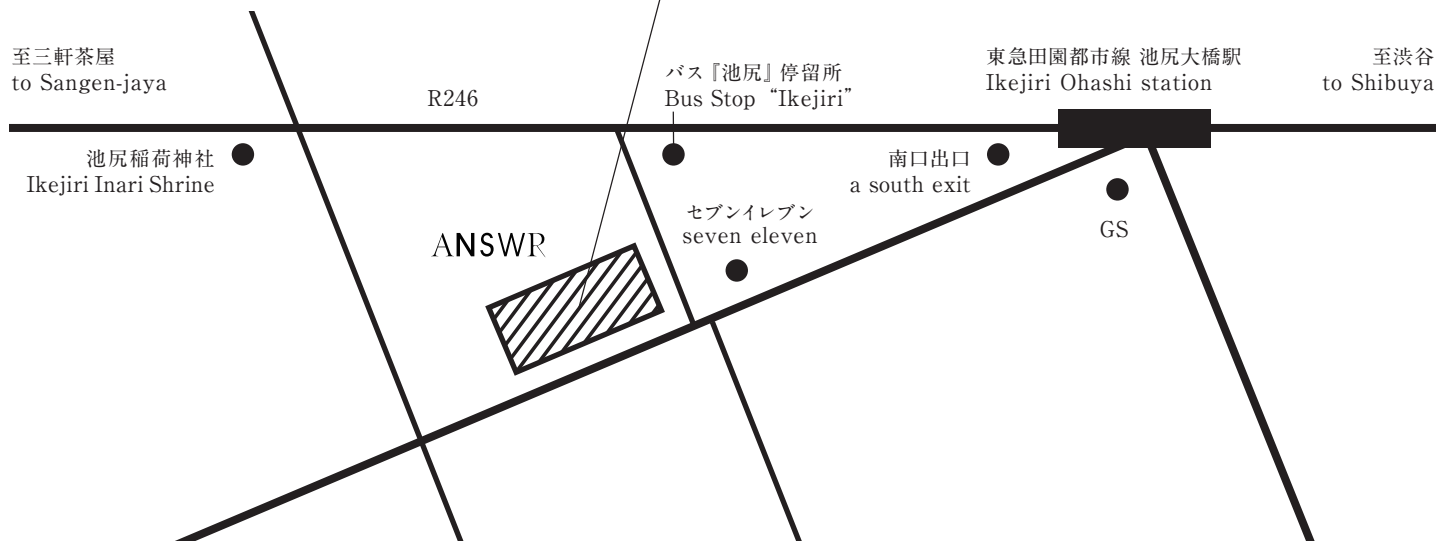 至三軒茶屋
to Sangen-jaya
R246
バス『池尻』停留所
Bus Stop “Ikejiri”
東急田園都市線 池尻大橋駅
Ikejiri Ohashi station
至渋谷
to Shibuya
池尻稲荷神社
Ikejiri Inari Shrine
南口出口
a south exit
セブンイレブン
seven eleven
GS
ANSWR